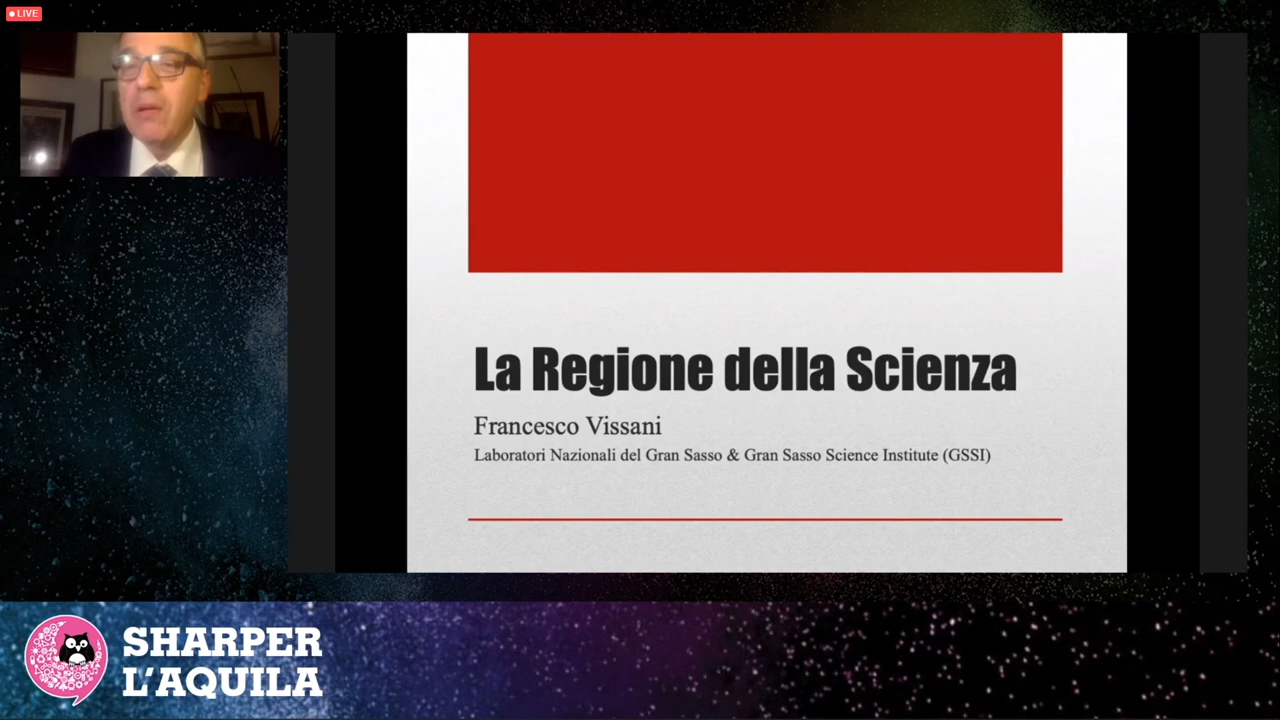 LIVE
La Regione della Scienza
Francesco Vissani
Laboratori Nazionali del Gran Sasso & Gran Sasso Science Institute (GSSI)
SHARPER
L'AQUILA